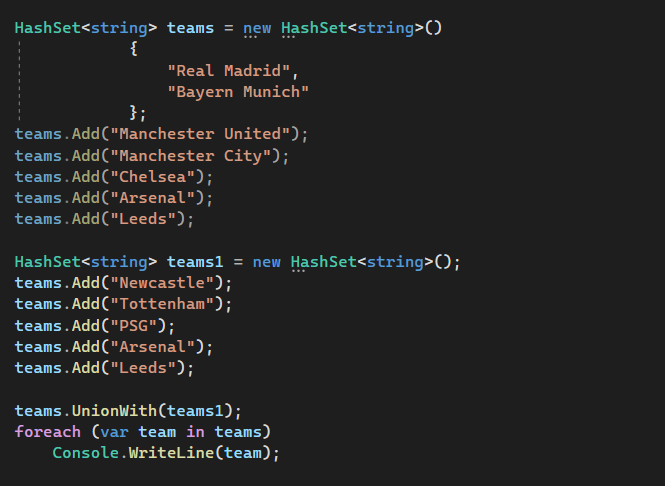 HashSet<string> teams = new HashSet<string>()
{
"Real Madrid",
"Bayern Munich"
};
teams.Add("Manchester United");
teams.Add("Manchester City");
teams.Add("Chelsea");
teams.Add("Arsenal");
teams.Add("Leeds");
HashSet<string> teams1 = new HashSet<string>();
teams.Add("Newcastle");
teams.Add("Tottenham");
teams.Add("PSG");
teams.Add("Arsenal");
teams.Add("Leeds");
teams.UnionWith(teams1);
foreach (var team in teams)
Console.WriteLine(team);